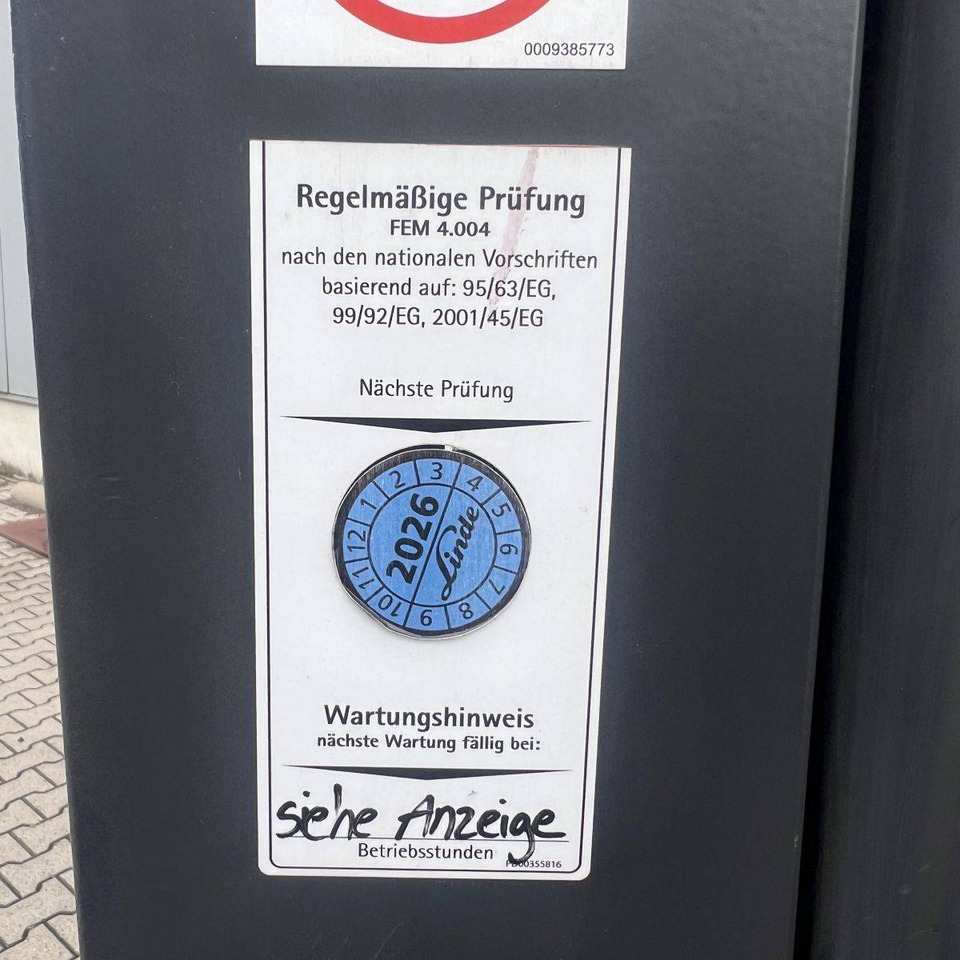 0009385773
Regelmäßige Prüfung
FEM 4.004
nach den nationalen Vorschriften
basierend auf: 95/63/EG,
99/92/EG, 2001/45/EG
Nächste Prüfung
1 2 3 4 5 6 7 8 9 10 11 12
2026
Linde
Wartungshinweis
nächste Wartung fällig bei:
siehe Anzeige
Betriebsstunden